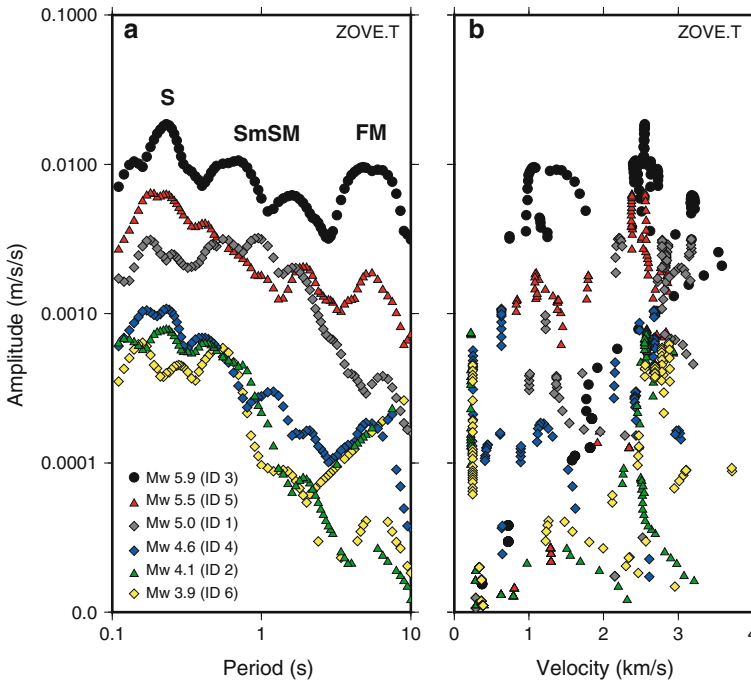 a
ZOVE.T
b
ZOVE.T
S
SmSM
FM
0.1000
0.0100
0.0010
0.0001
0.0
Amplitude (m/s/s)
Mw 5.9 (ID 3)
Mw 5.5 (ID 5)
Mw 5.0 (ID 1)
Mw 4.6 (ID 4)
Mw 4.1 (ID 2)
Mw 3.9 (ID 6)
0.1 1 10
0 1 2 3 4
Period (s)
Velocity (km/s)